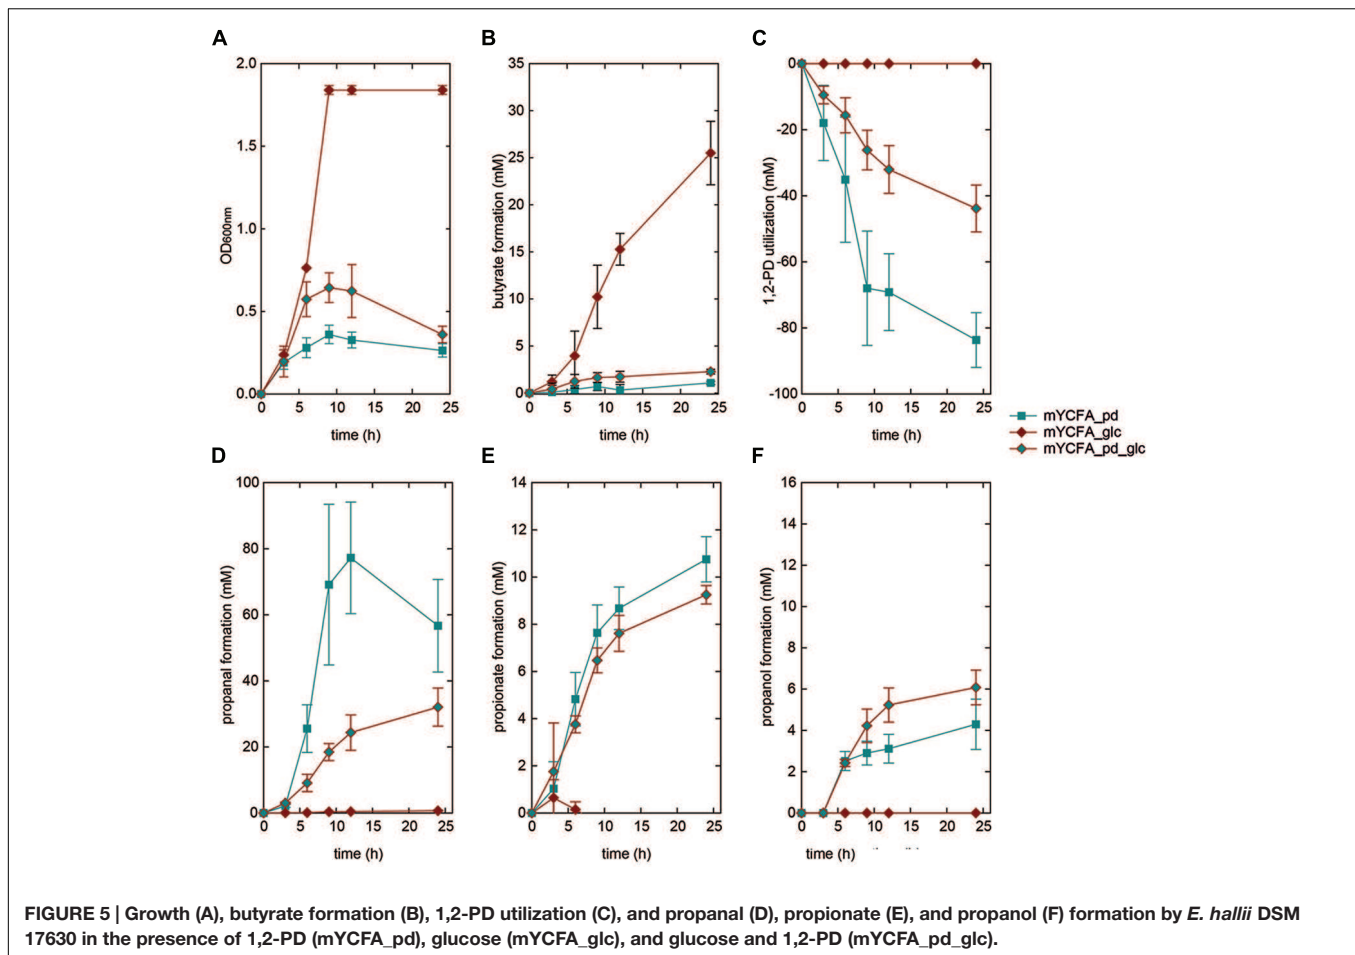 A
B
C
2.0
1.5
1.0
0.5
0.0
OD600nm
0 5 10 15 20 25
time (h)
35
30
25
20
15
10
5
0
butyrate formation (mM)
0 5 10 15 20 25
time (h)
0
-20
-40
-60
-80
-100
1,2-PD utilization (mM)
0 5 10 15 20 25
time (h)
mYCFA_pd
mYCFA_glc
mYCFA_pd_glc
D
E
F
100
80
60
40
20
0
propanal formation (mM)
0 5 10 15 20 25
time (h)
14
12
10
8
6
4
2
0
propionate formation (mM)
0 5 10 15 20 25
time (h)
16
14
12
10
8
6
4
2
0
propanol formation (mM)
0 5 10 15 20 25
time (h)
FIGURE 5 | Growth (A), butyrate formation (B), 1,2-PD utilization (C), and propanal (D), propionate (E), and propanol (F) formation by E. hallii DSM
17630 in the presence of 1,2-PD (mYCFA_pd), glucose (mYCFA_glc), and glucose and 1,2-PD (mYCFA_pd_glc).